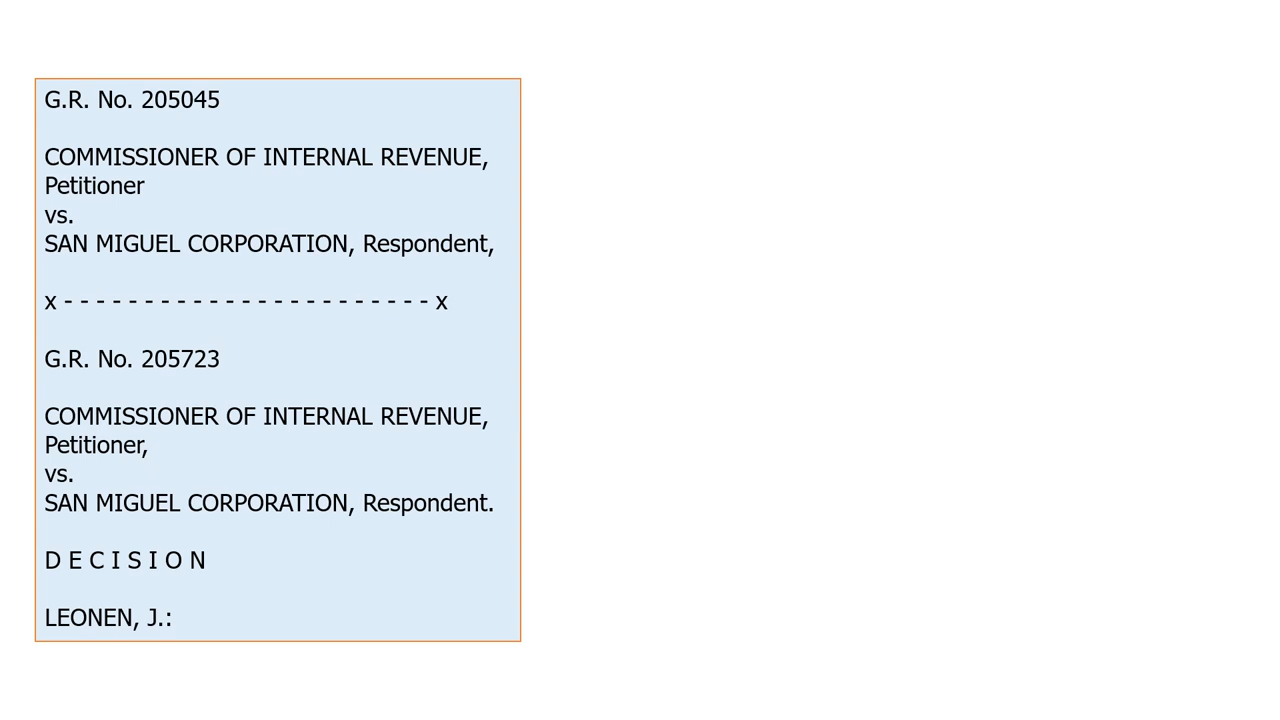 G.R. No. 205045
COMMISSIONER OF INTERNAL REVENUE,
Petitioner
vs.
SAN MIGUEL CORPORATION, Respondent,
x - - - - - - - - - - - - - - - - - - - - - - - x
G.R. No. 205723
COMMISSIONER OF INTERNAL REVENUE,
Petitioner,
vs.
SAN MIGUEL CORPORATION, Respondent.
D E C I S I O N
LEONEN, J.: